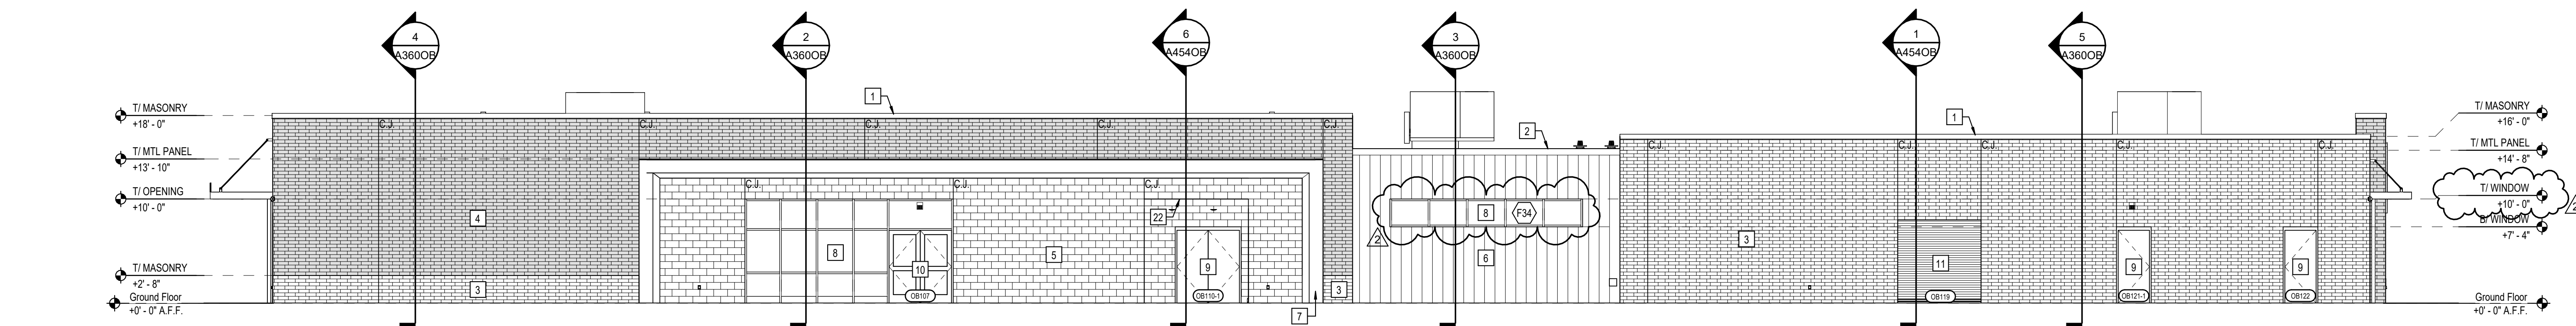 4
A360OB
2
A360OB
6
A454OB
3
A360OB
1
A454OB
5
A360OB
T/ MASONRY
+18' - 0"
T/ MTL PANEL
+13' - 10"
T/ OPENING
+10' - 0"
T/ MASONRY
+2' - 8"
Ground Floor
+0' - 0" A.F.F.
1
2
1
C.J.
C.J.
C.J.
C.J.
C.J.
C.J.
C.J.
C.J.
C.J.
C.J.
C.J.
C.J.
C.J.
4
3
8
10
OB107
5
22
9
OB110-1
7
3
8
F34
2
6
3
11
OB119
9
OB121-1
9
OB122
T/ MASONRY
+16' - 0"
T/ MTL PANEL
+14' - 8"
T/ WINDOW
+10' - 0"
B/ WINDOW
+7' - 4"
2
Ground Floor
+0' - 0" A.F.F.